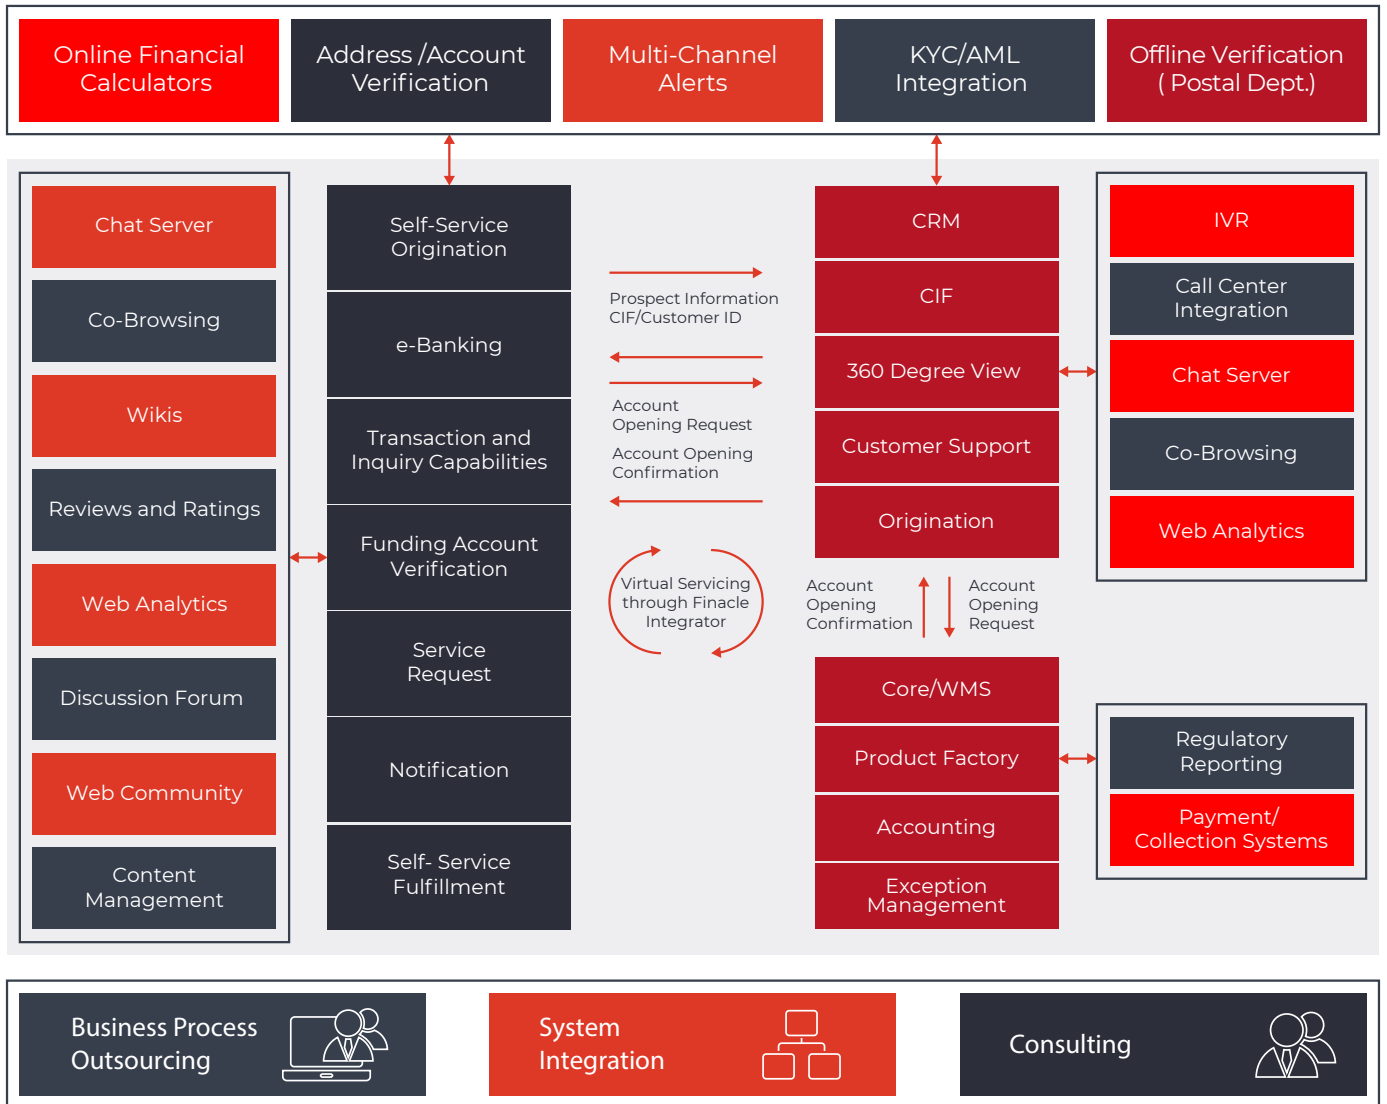 Online Financial
Calculators
Address /Account
Verification
Multi-Channel
Alerts
KYC/AML
Integration
Offline Verification
( Postal Dept.)
Chat Server
Co-Browsing
Wikis
Reviews and Ratings
Web Analytics
Discussion Forum
Web Community
Content
Management
Self-Service
Origination
e-Banking
Transaction and
Inquiry Capabilities
Funding Account
Verification
Service
Request
Notification
Self- Service
Fulfillment
Prospect Information
CIF/Customer ID
Account
Opening Request
Account Opening
Confirmation
Virtual Servicing
through Finacle
Integrator
CRM
CIF
360 Degree View
Customer Support
Origination
Account
Opening
Confirmation
Account
Opening
Request
Core/WMS
Product Factory
Accounting
Exception
Management
IVR
Call Center
Integration
Chat Server
Co-Browsing
Web Analytics
Regulatory
Reporting
Payment/
Collection Systems
Business Process
Outsourcing
System
Integration
Consulting